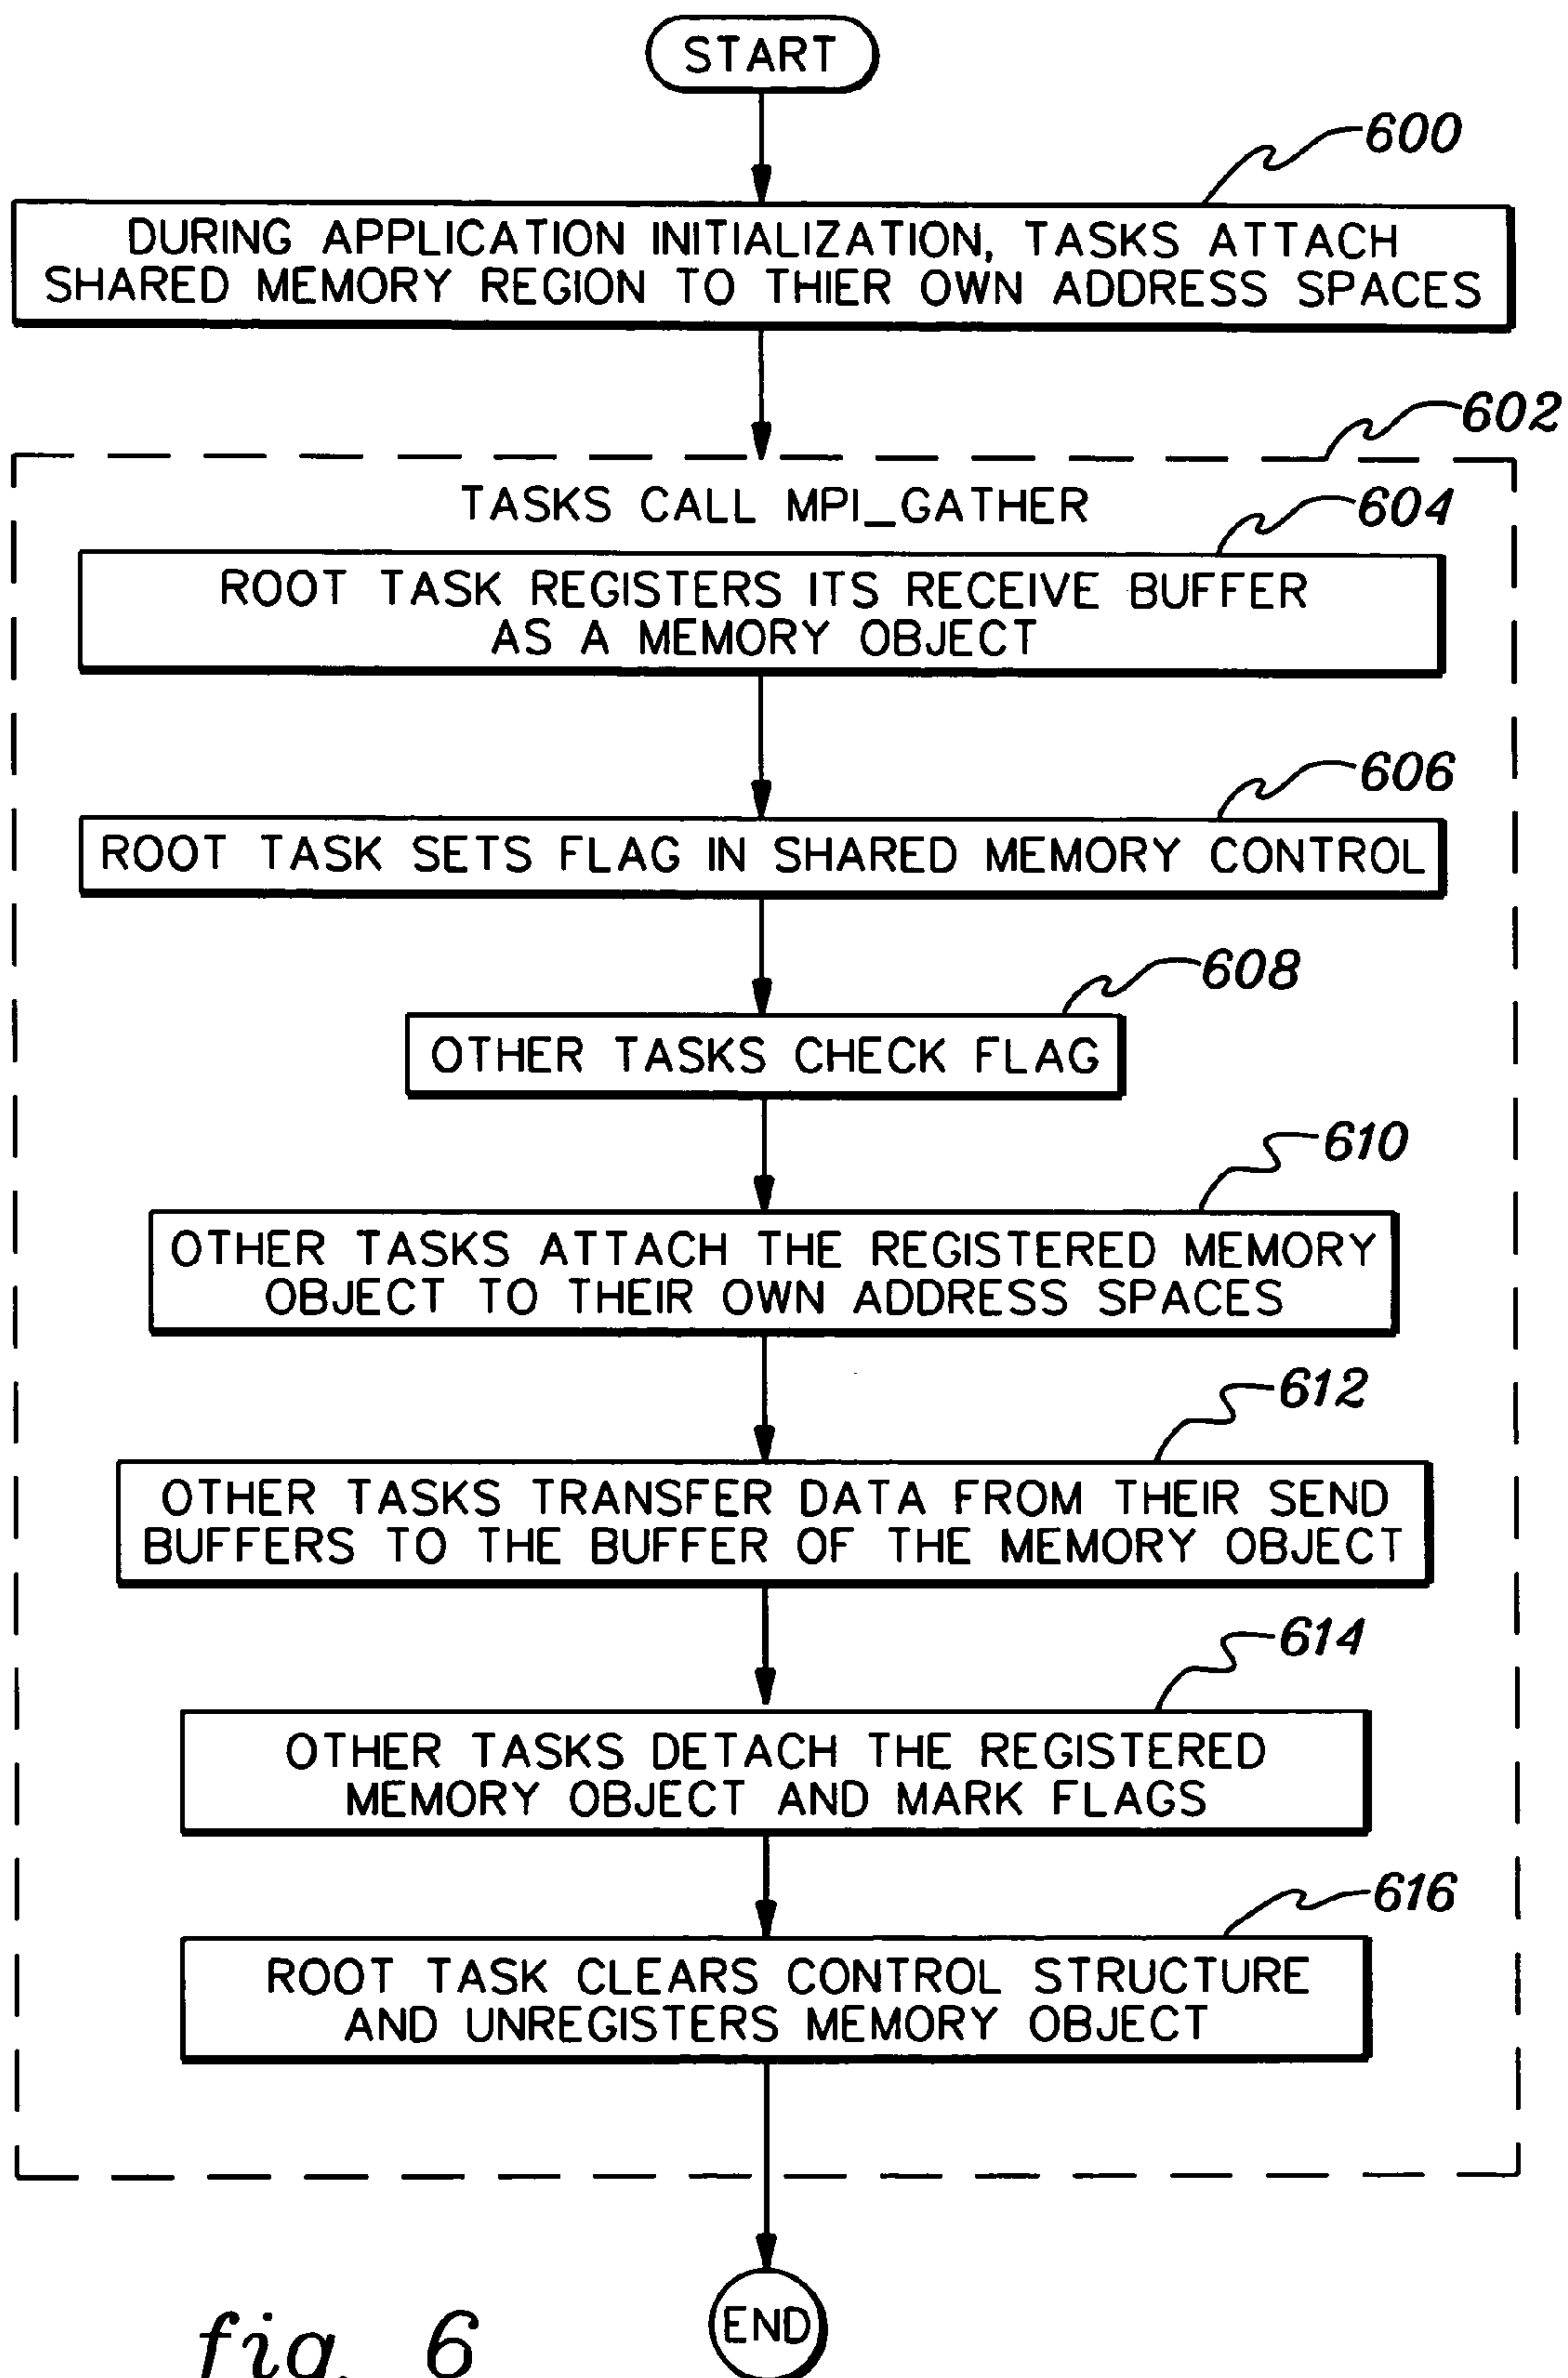 START
600
DURING APPLICATION INITIALIZATION, TASKS ATTACH
SHARED MEMORY REGION TO THIER OWN ADDRESS SPACES
602
TASKS CALL MPI_GATHER
604
ROOT TASK REGISTERS ITS RECEIVE BUFFER
AS A MEMORY OBJECT
606
ROOT TASK SETS FLAG IN SHARED MEMORY CONTROL
608
OTHER TASKS CHECK FLAG
610
OTHER TASKS ATTACH THE REGISTERED MEMORY
OBJECT TO THEIR OWN ADDRESS SPACES
612
OTHER TASKS TRANSFER DATA FROM THEIR SEND
BUFFERS TO THE BUFFER OF THE MEMORY OBJECT
614
OTHER TASKS DETACH THE REGISTERED
MEMORY OBJECT AND MARK FLAGS
616
ROOT TASK CLEARS CONTROL STRUCTURE
AND UNREGISTERS MEMORY OBJECT
END
fig. 6